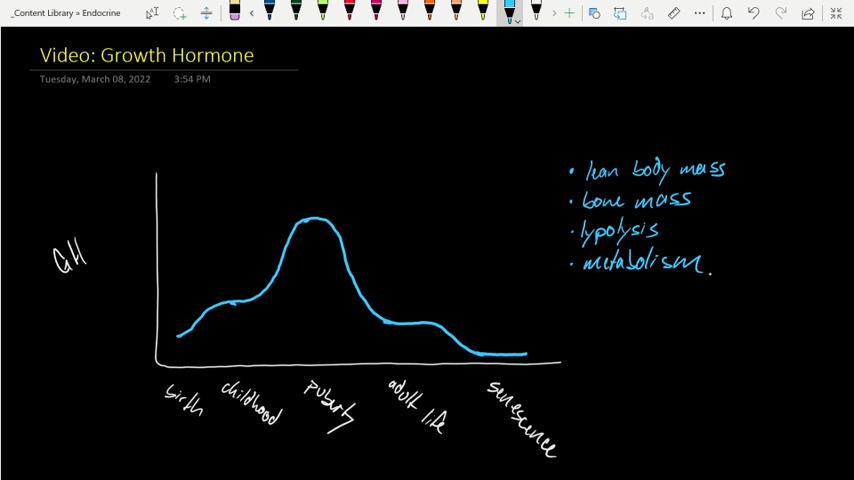 _Content Library » Endocrine
Video: Growth Hormone
Tuesday, March 08, 2022 3:54 PM
• lean body mass
• bone mass
• lypolysis
• metabolism.
GH
birth
childhood
puberty
adult life
senescence